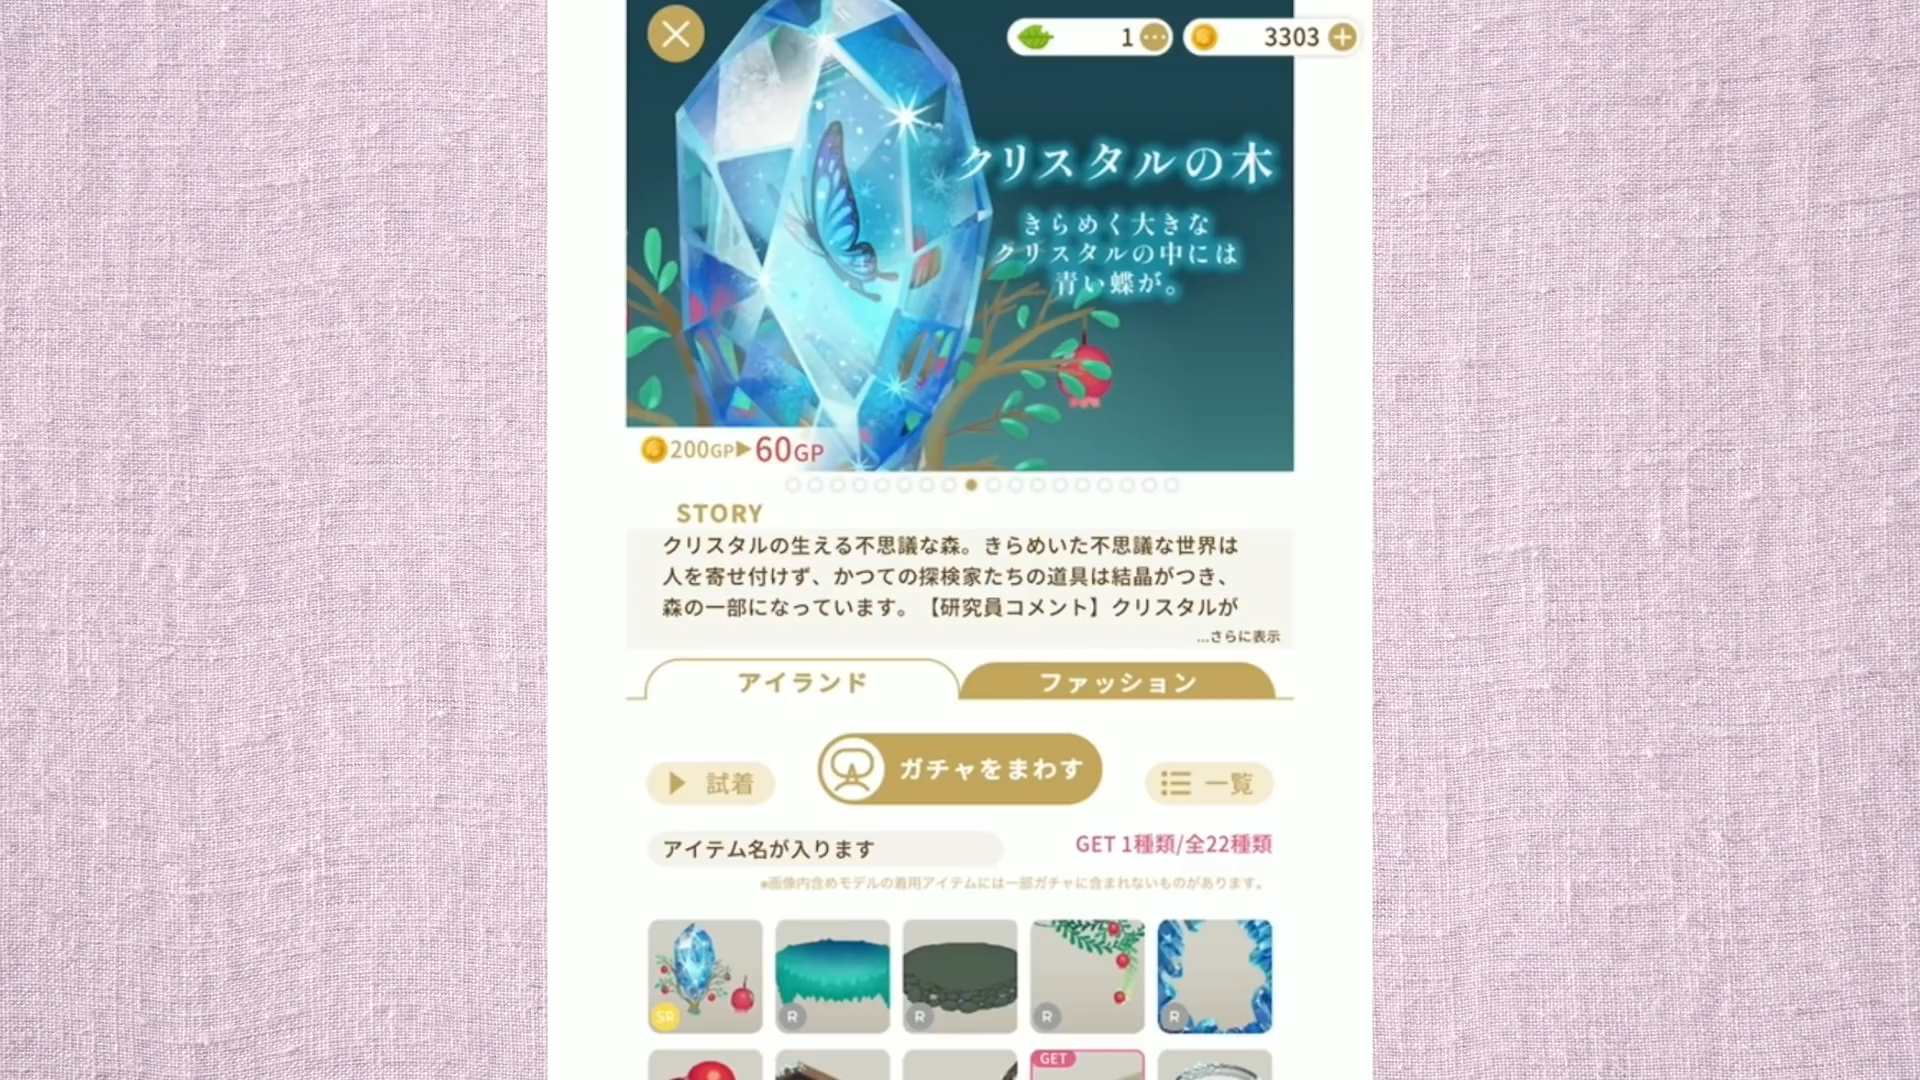 1
3303
クリスタルの木
きらめく大きな
クリスタルの中には
青い蝶が。
200GP▶60GP
STORY
クリスタルの生える不思議な森。きらめいた不思議な世界は
人を寄せ付けず、かつての探検家たちの道具は結晶がつき、
森の一部になっています。【研究員コメント】クリスタルが
...さらに表示
アイランド
ファッション
試着
ガチャをまわす
一覧
アイテム名が入ります
GET 1種類/全22種類
※画像内含めモデルの着用アイテムには一部ガチャに含まれないものがあります。
SR
R
R
R
R
GET